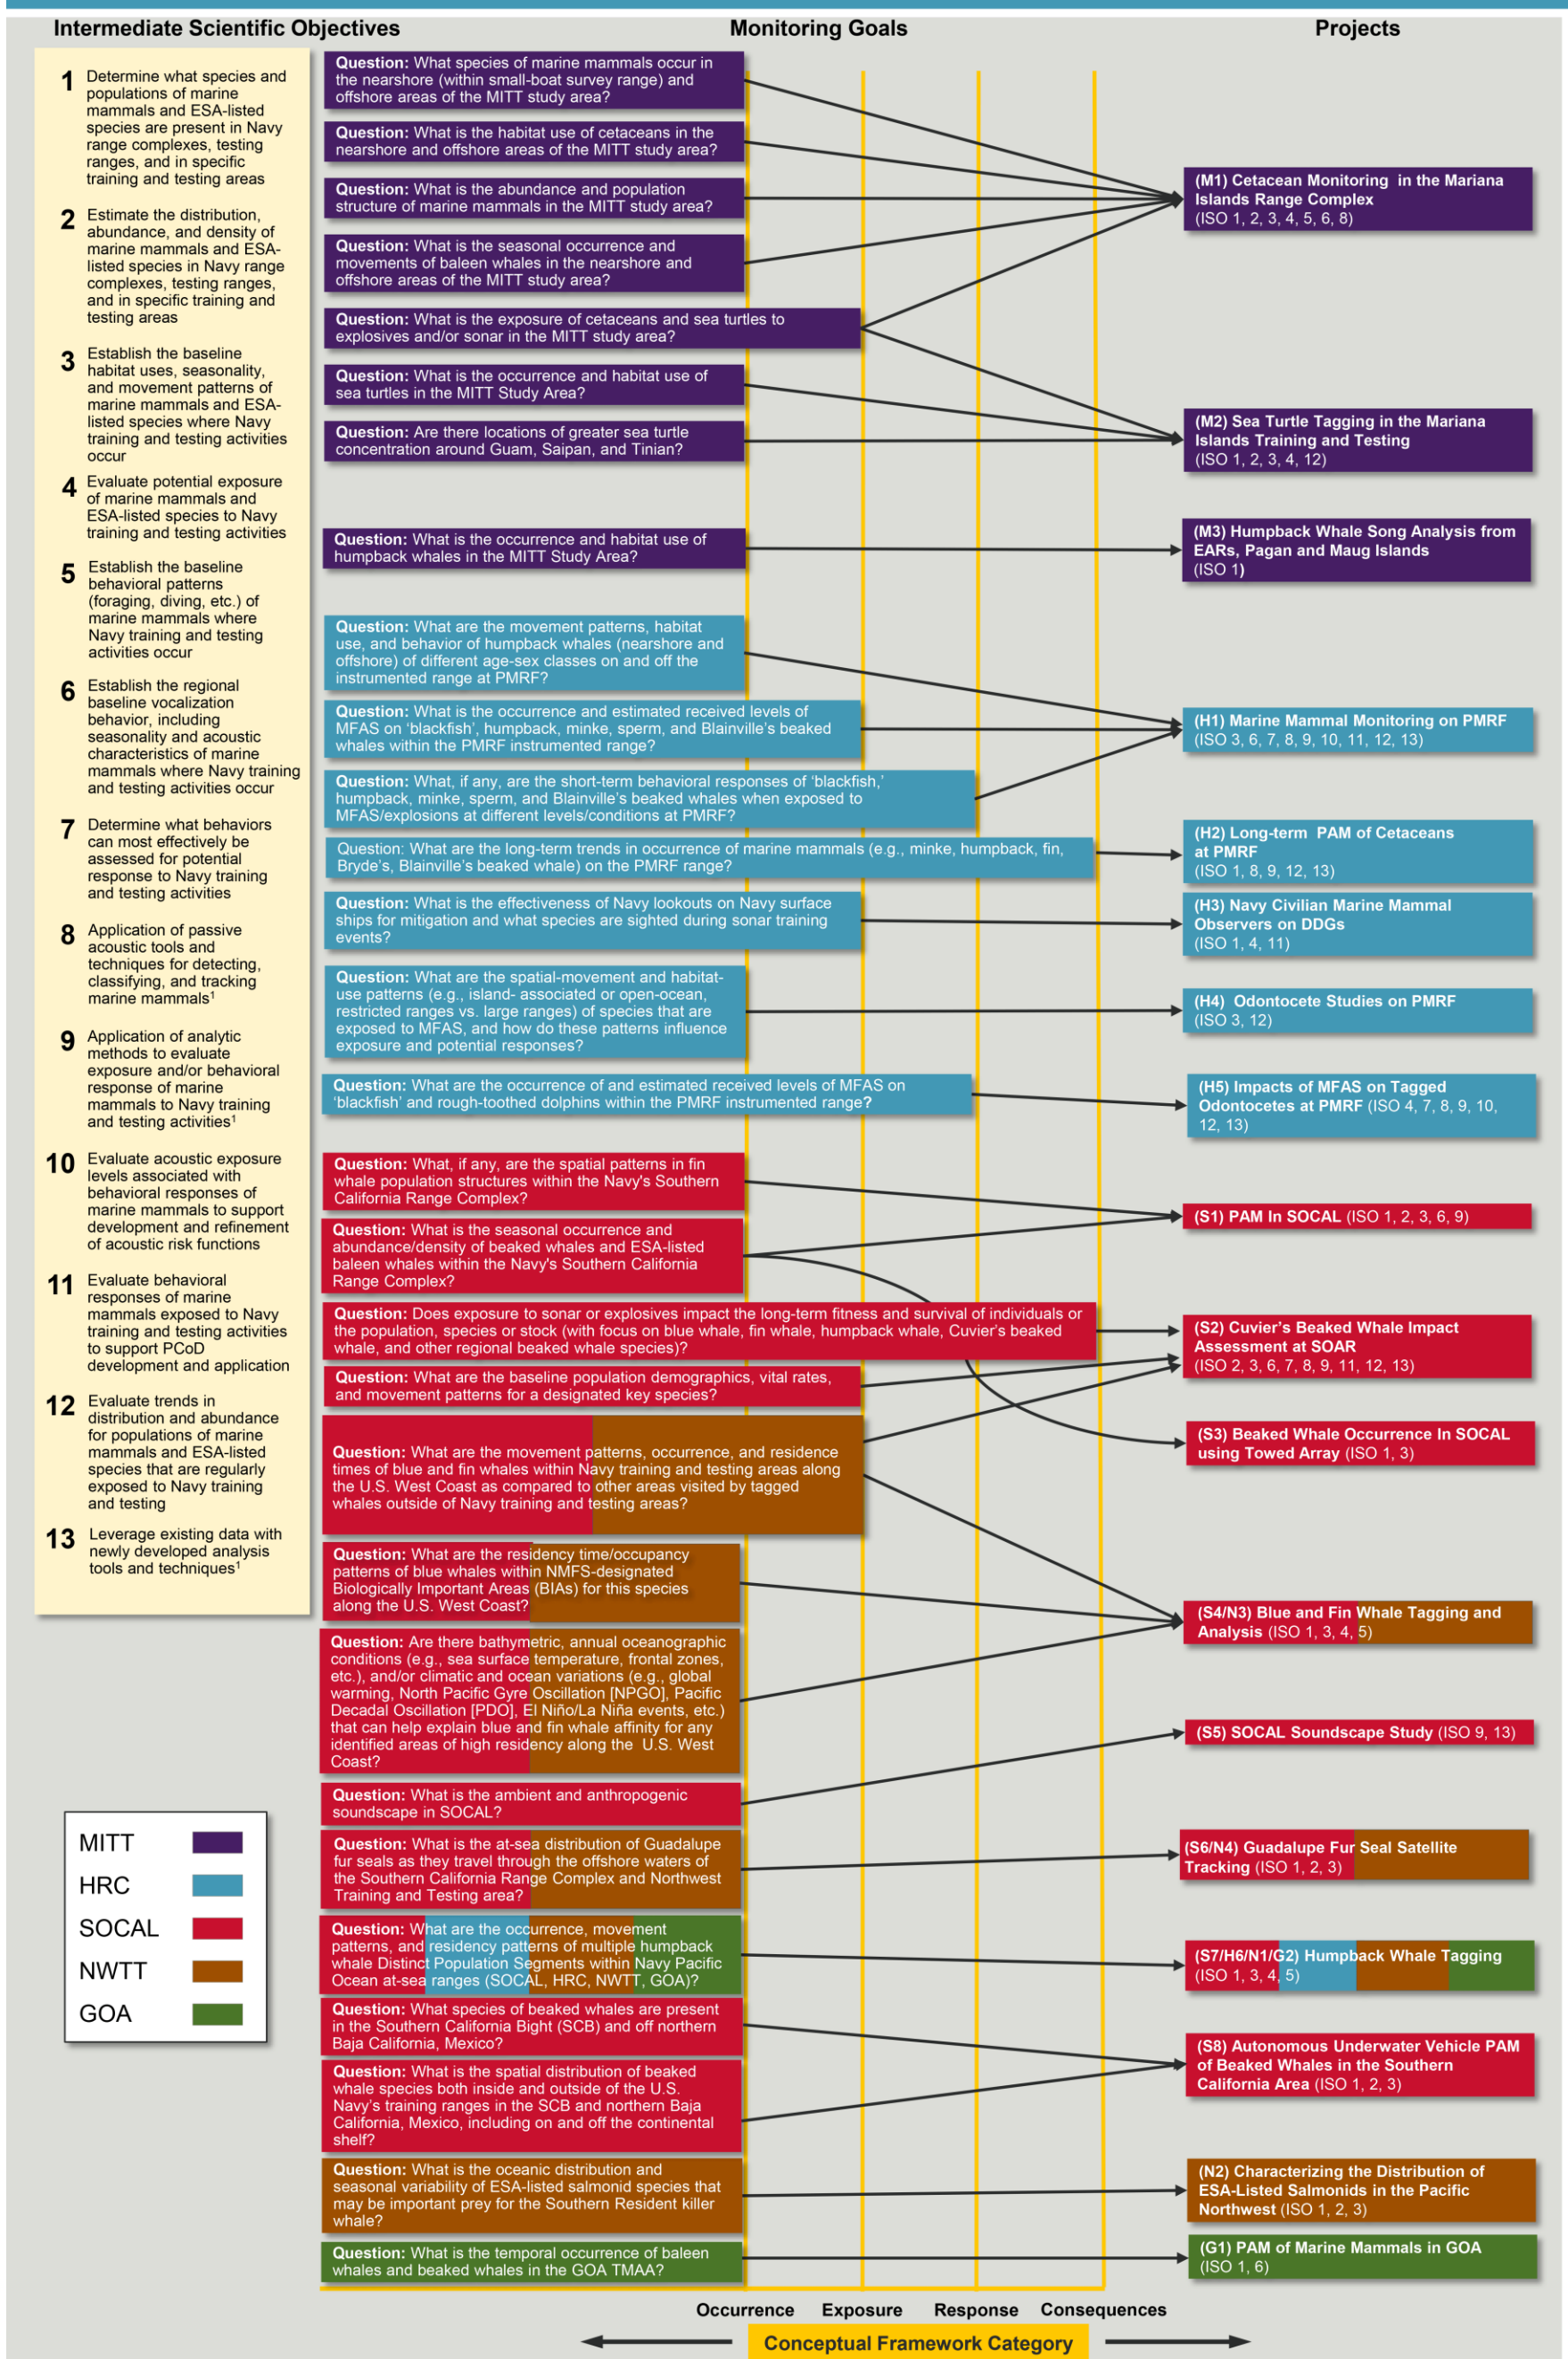 Intermediate Scientific Objectives
Monitoring Goals
Projects
1 Determine what species and
populations of marine
mammals and ESA-listed
species are present in Navy
range complexes, testing
ranges, and in specific
training and testing areas
2 Estimate the distribution,
abundance, and density of
marine mammals and ESA-
listed species in Navy range
complexes, testing ranges,
and in specific training and
testing areas
3 Establish the baseline
habitat uses, seasonality,
and movement patterns of
marine mammals and ESA-
listed species where Navy
training and testing activities
occur
4 Evaluate potential exposure
of marine mammals and
ESA-listed species to Navy
training and testing activities
5 Establish the baseline
behavioral patterns
(foraging, diving, etc.) of
marine mammals where
Navy training and testing
activities occur
6 Establish the regional
baseline vocalization
behavior, including
seasonality and acoustic
characteristics of marine
mammals where Navy training
and testing activities occur
7 Determine what behaviors
can most effectively be
assessed for potential
response to Navy training
and testing activities
8 Application of passive
acoustic tools and
techniques for detecting,
classifying, and tracking
marine mammals¹
9 Application of analytic
methods to evaluate
exposure and/or behavioral
response of marine
mammals to Navy training
and testing activities¹
10 Evaluate acoustic exposure
levels associated with
behavioral responses of
marine mammals to support
development and refinement
of acoustic risk functions
11 Evaluate behavioral
responses of marine
mammals exposed to Navy
training and testing activities
to support PCoD
development and application
12 Evaluate trends in
distribution and abundance
for populations of marine
mammals and ESA-listed
species that are regularly
exposed to Navy training
and testing
13 Leverage existing data with
newly developed analysis
tools and techniques¹
MITT
HRC
SOCAL
NWTT
GOA
Question: What species of marine mammals occur in
the nearshore (within small-boat survey range) and
offshore areas of the MITT study area?
Question: What is the habitat use of cetaceans in the
nearshore and offshore areas of the MITT study area?
Question: What is the abundance and population
structure of marine mammals in the MITT study area?
Question: What is the seasonal occurrence and
movements of baleen whales in the nearshore and
offshore areas of the MITT study area?
Question: What is the exposure of cetaceans and sea turtles to
explosives and/or sonar in the MITT study area?
Question: What is the occurrence and habitat use of
sea turtles in the MITT Study Area?
Question: Are there locations of greater sea turtle
concentration around Guam, Saipan, and Tinian?
Question: What is the occurrence and habitat use of
humpback whales in the MITT Study Area?
Question: What are the movement patterns, habitat
use, and behavior of humpback whales (nearshore and
offshore) of different age-sex classes on and off the
instrumented range at PMRF?
Question: What is the occurrence and estimated received levels of
MFAS on ‘blackfish’, humpback, minke, sperm, and Blainville’s beaked
whales within the PMRF instrumented range?
Question: What, if any, are the short-term behavioral responses of ‘blackfish,’
humpback, minke, sperm, and Blainville’s beaked whales when exposed to
MFAS/explosions at different levels/conditions at PMRF?
Question: What are the long-term trends in occurrence of marine mammals (e.g., minke, humpback, fin,
Bryde’s, Blainville’s beaked whale) on the PMRF range?
Question: What is the effectiveness of Navy lookouts on Navy surface
ships for mitigation and what species are sighted during sonar training
events?
Question: What are the spatial-movement and habitat-
use patterns (e.g., island- associated or open-ocean,
restricted ranges vs. large ranges) of species that are
exposed to MFAS, and how do these patterns influence
exposure and potential responses?
Question: What are the occurrence of and estimated received levels of MFAS on
‘blackfish’ and rough-toothed dolphins within the PMRF instrumented range?
Question: What, if any, are the spatial patterns in fin
whale population structures within the Navy's Southern
California Range Complex?
Question: What is the seasonal occurrence and
abundance/density of beaked whales and ESA-listed
baleen whales within the Navy's Southern California
Range Complex?
Question: Does exposure to sonar or explosives impact the long-term fitness and survival of individuals or
the population, species or stock (with focus on blue whale, fin whale, humpback whale, Cuvier’s beaked
whale, and other regional beaked whale species)?
Question: What are the baseline population demographics, vital rates,
and movement patterns for a designated key species?
Question: What are the movement patterns, occurrence, and residence
times of blue and fin whales within Navy training and testing areas along
the U.S. West Coast as compared to other areas visited by tagged
whales outside of Navy training and testing areas?
Question: What are the residency time/occupancy
patterns of blue whales within NMFS-designated
Biologically Important Areas (BIAs) for this species
along the U.S. West Coast?
Question: Are there bathymetric, annual oceanographic
conditions (e.g., sea surface temperature, frontal zones,
etc.), and/or climatic and ocean variations (e.g., global
warming, North Pacific Gyre Oscillation [NPGO], Pacific
Decadal Oscillation [PDO], El Niño/La Niña events, etc.)
that can help explain blue and fin whale affinity for any
identified areas of high residency along the U.S. West
Coast?
Question: What is the ambient and anthropogenic
soundscape in SOCAL?
Question: What is the at-sea distribution of Guadalupe
fur seals as they travel through the offshore waters of
the Southern California Range Complex and Northwest
Training and Testing area?
Question: What are the occurrence, movement
patterns, and residency patterns of multiple humpback
whale Distinct Population Segments within Navy Pacific
Ocean at-sea ranges (SOCAL, HRC, NWTT, GOA)?
Question: What species of beaked whales are present
in the Southern California Bight (SCB) and off northern
Baja California, Mexico?
Question: What is the spatial distribution of beaked
whale species both inside and outside of the U.S.
Navy’s training ranges in the SCB and northern Baja
California, Mexico, including on and off the continental
shelf?
Question: What is the oceanic distribution and
seasonal variability of ESA-listed salmonid species that
may be important prey for the Southern Resident killer
whale?
Question: What is the temporal occurrence of baleen
whales and beaked whales in the GOA TMAA?
(M1) Cetacean Monitoring in the Mariana
Islands Range Complex
(ISO 1, 2, 3, 4, 5, 6, 8)
(M2) Sea Turtle Tagging in the Mariana
Islands Training and Testing
(ISO 1, 2, 3, 4, 12)
(M3) Humpback Whale Song Analysis from
EARs, Pagan and Maug Islands
(ISO 1)
(H1) Marine Mammal Monitoring on PMRF
(ISO 3, 6, 7, 8, 9, 10, 11, 12, 13)
(H2) Long-term PAM of Cetaceans
at PMRF
(ISO 1, 8, 9, 12, 13)
(H3) Navy Civilian Marine Mammal
Observers on DDGs
(ISO 1, 4, 11)
(H4) Odontocete Studies on PMRF
(ISO 3, 12)
(H5) Impacts of MFAS on Tagged
Odontocetes at PMRF (ISO 4, 7, 8, 9, 10,
12, 13)
(S1) PAM In SOCAL (ISO 1, 2, 3, 6, 9)
(S2) Cuvier’s Beaked Whale Impact
Assessment at SOAR
(ISO 2, 3, 6, 7, 8, 9, 11, 12, 13)
(S3) Beaked Whale Occurrence In SOCAL
using Towed Array (ISO 1, 3)
(S4/N3) Blue and Fin Whale Tagging and
Analysis (ISO 1, 3, 4, 5)
(S5) SOCAL Soundscape Study (ISO 9, 13)
(S6/N4) Guadalupe Fur Seal Satellite
Tracking (ISO 1, 2, 3)
(S7/H6/N1/G2) Humpback Whale Tagging
(ISO 1, 3, 4, 5)
(S8) Autonomous Underwater Vehicle PAM
of Beaked Whales in the Southern
California Area (ISO 1, 2, 3)
(N2) Characterizing the Distribution of
ESA-Listed Salmonids in the Pacific
Northwest (ISO 1, 2, 3)
(G1) PAM of Marine Mammals in GOA
(ISO 1, 6)
Occurrence Exposure Response Consequences
Conceptual Framework Category